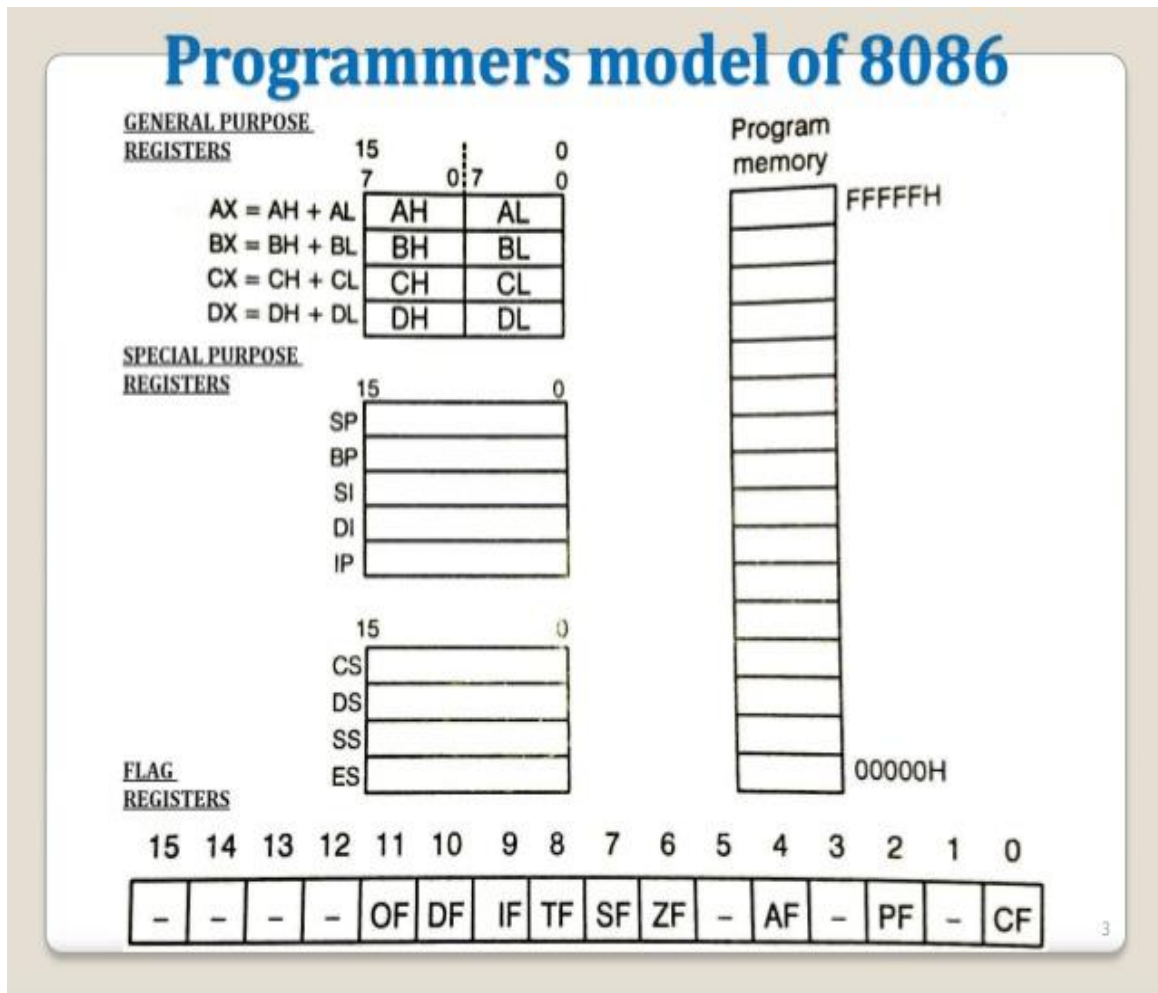 Programmers model of 8086
GENERAL PURPOSE
REGISTERS
15 0
7 0 7 0
AX = AH + AL AH AL
BX = BH + BL BH BL
CX = CH + CL CH CL
DX = DH + DL DH DL
SPECIAL PURPOSE
REGISTERS
15 0
SP
BP
SI
DI
IP
15 0
CS
DS
SS
ES
Program
memory
FFFFFH
00000H
FLAG
REGISTERS
15 14 13 12 11 10 9 8 7 6 5 4 3 2 1 0
– – – – OF DF IF TF SF ZF – AF – PF – CF
3